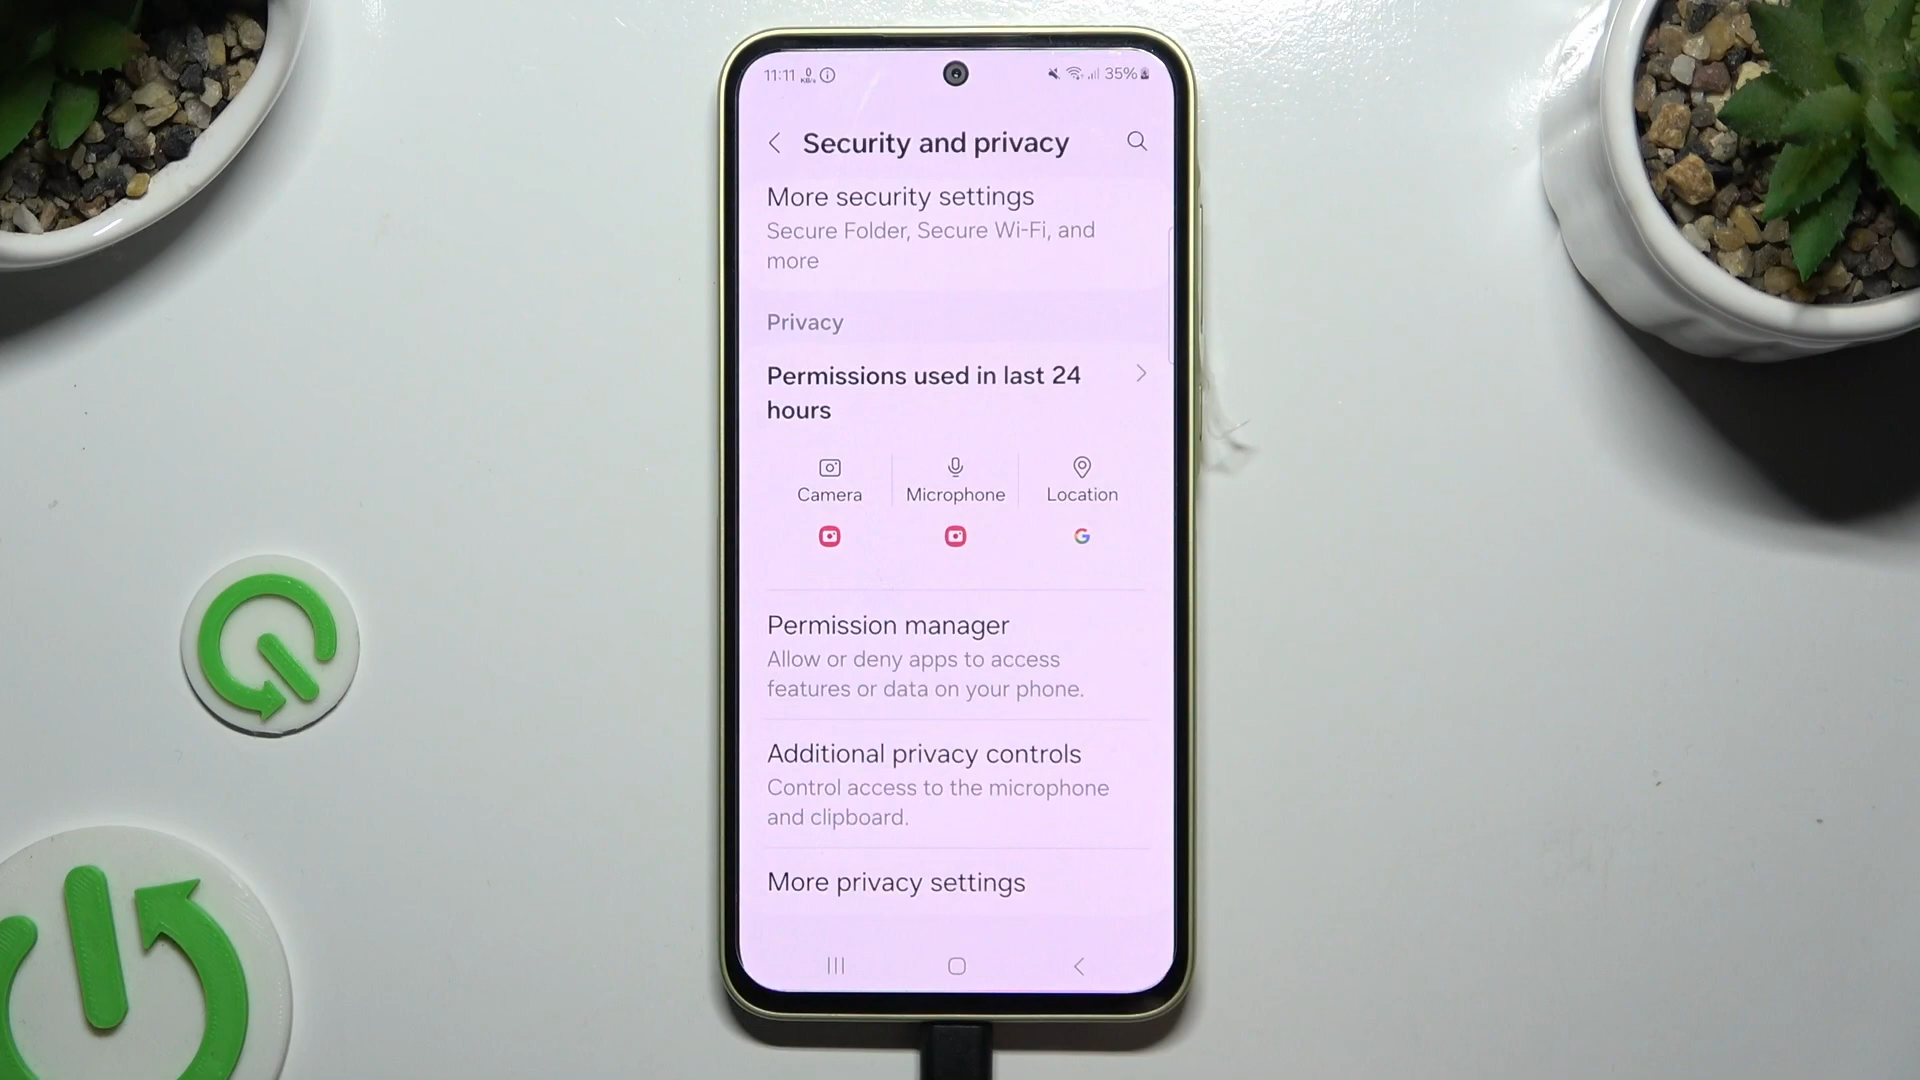 11:11 0 KB/s 35%
Security and privacy
More security settings
Secure Folder, Secure Wi-Fi, and
more
Privacy
Permissions used in last 24
hours
Camera Microphone Location
G
Permission manager
Allow or deny apps to access
features or data on your phone.
Additional privacy controls
Control access to the microphone
and clipboard.
More privacy settings